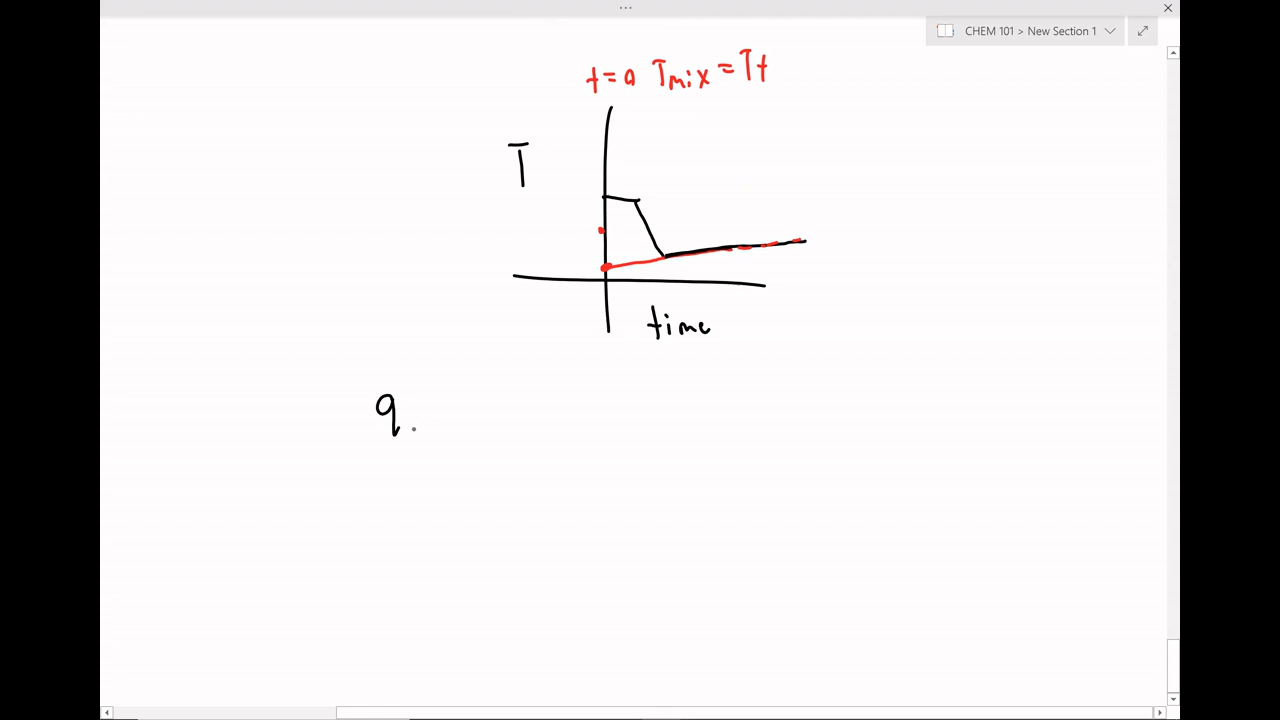 CHEM 101 > New Section 1
t=0 Tmix = Tf
T
time
q